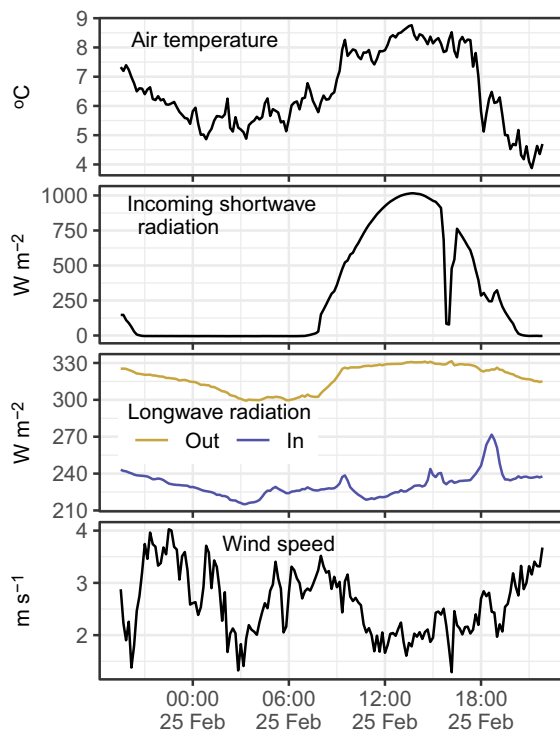 9
8
7
6
5
4
°C
Air temperature
1000
750
500
250
0
W m⁻²
Incoming shortwave
radiation
330
300
270
240
210
W m⁻²
Longwave radiation
Out In
4
3
2
m s⁻¹
Wind speed
00:00 06:00 12:00 18:00
25 Feb 25 Feb 25 Feb 25 Feb